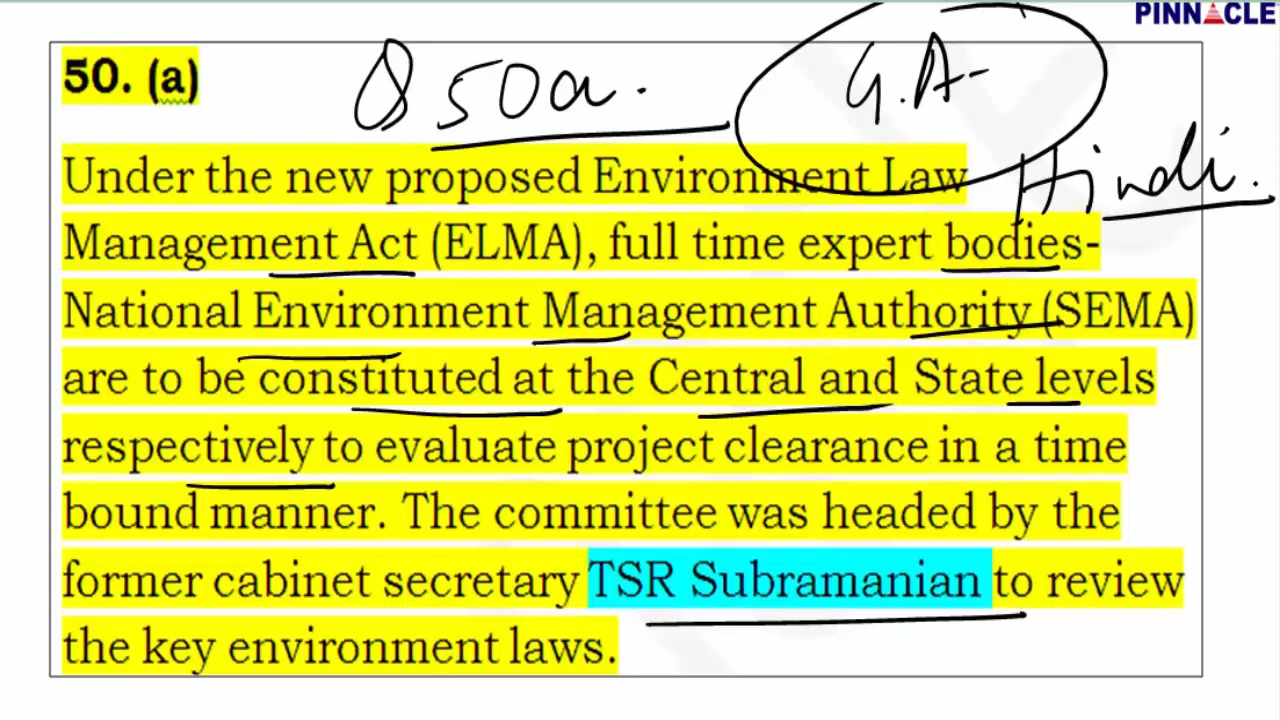 PINNACLE
50. (a)
8 50a.
G.A-
Hindi.
Under the new proposed Environment Law
Management Act (ELMA), full time expert bodies-
National Environment Management Authority (SEMA)
are to be constituted at the Central and State levels
respectively to evaluate project clearance in a time
bound manner. The committee was headed by the
former cabinet secretary TSR Subramanian to review
the key environment laws.